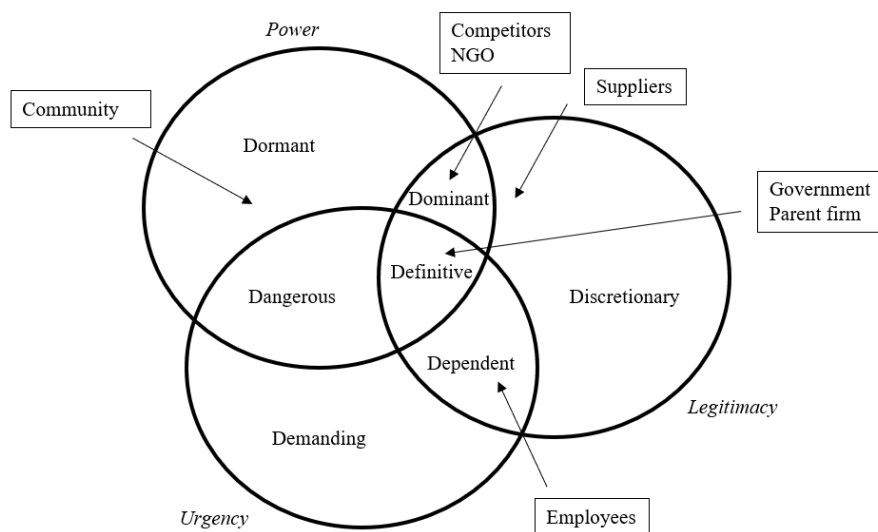 Power
Competitors
NGO
Suppliers
Community
Dormant
Dominant
Government
Parent firm
Definitive
Dangerous
Discretionary
Dependent
Legitimacy
Demanding
Urgency
Employees